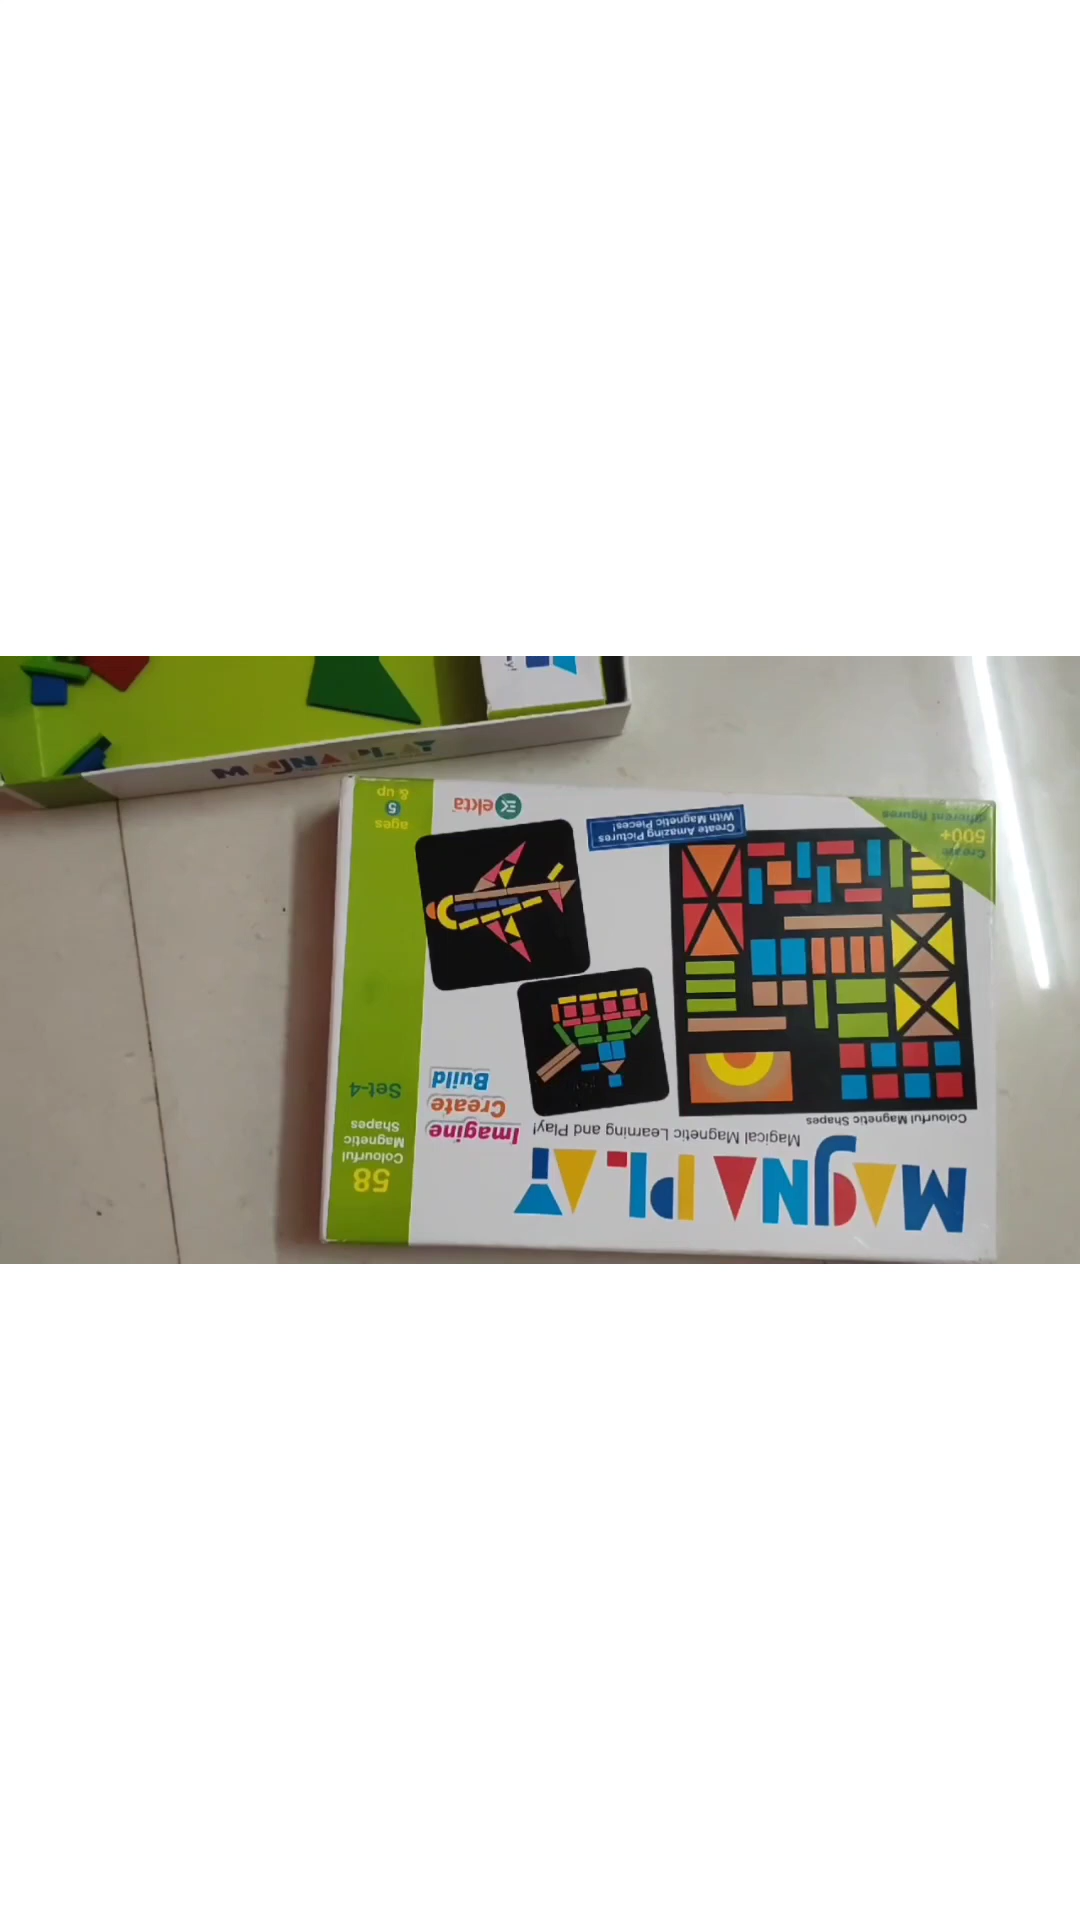 MAGNA PLAY
MAGNA PLAY
Magical Magnetic Learning and Play!
Colourful Magnetic Shapes
Imagine
Create
Build
58
Colourful
Magnetic
Shapes
Set-4
Create
500+
different figures
Create Amazing Pictures
With Magnetic Pieces!
ekta
ages
5
& up